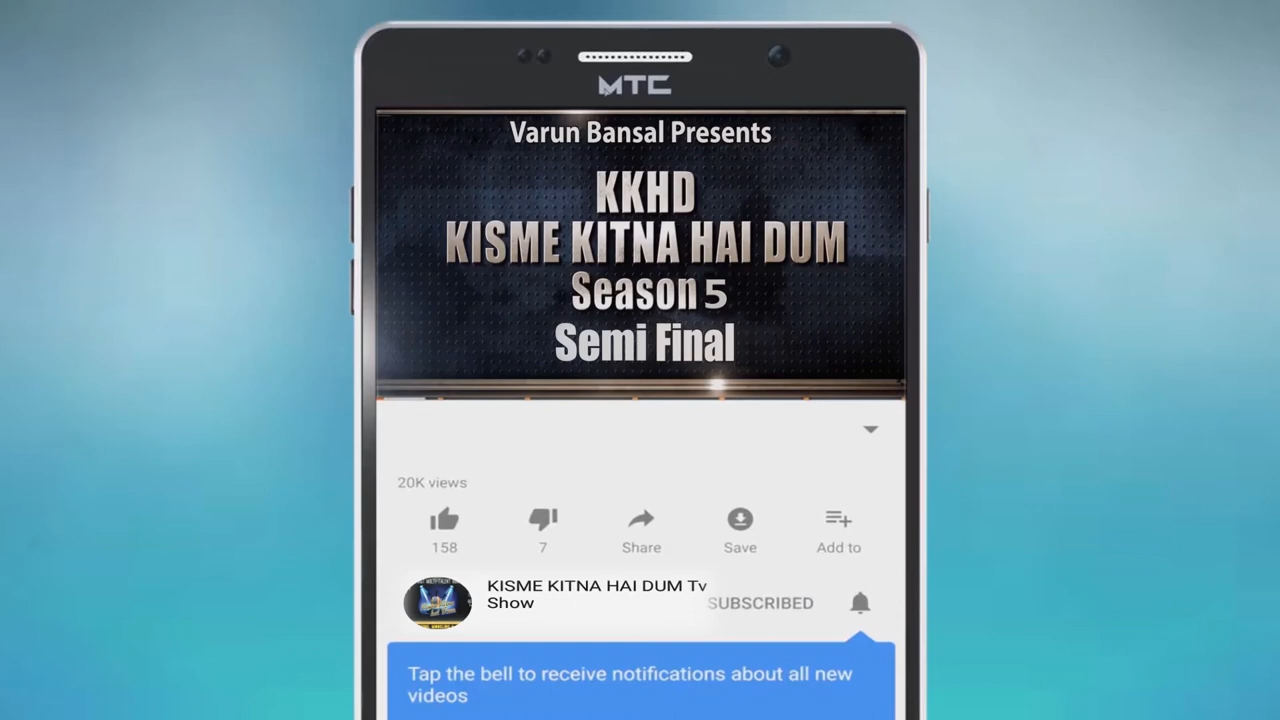 MTC
Varun Bansal Presents
KKHD
KISME KITNA HAI DUM
Season 5
Semi Final
20K views
158
7
Share
Save
Add to
KISME KITNA HAI DUM Tv
Show
SUBSCRIBED
Tap the bell to receive notifications about all new
videos